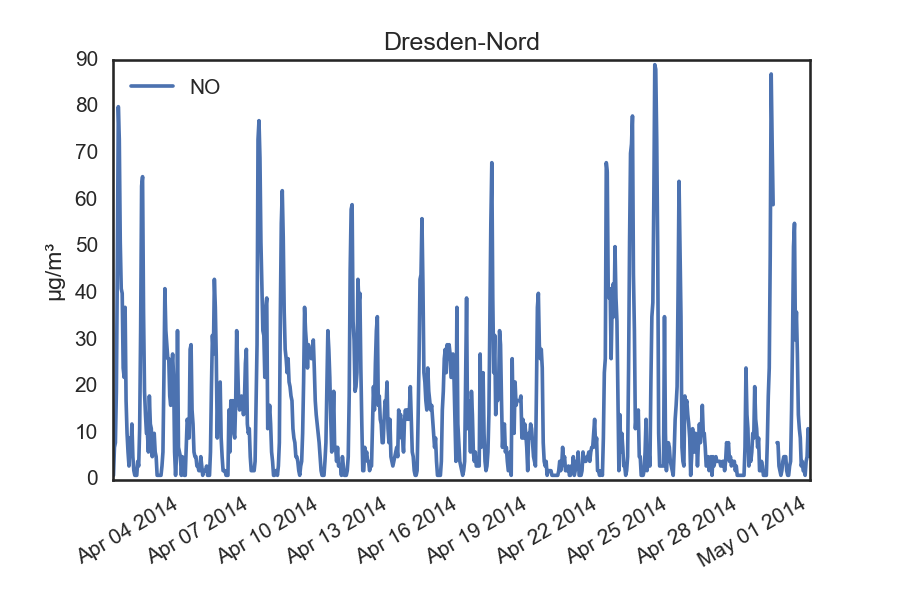 Dresden-Nord
90
80
70
60
50
40
30
20
10
0
µg/m³
NO
Apr 04 2014
Apr 07 2014
Apr 10 2014
Apr 13 2014
Apr 16 2014
Apr 19 2014
Apr 22 2014
Apr 25 2014
Apr 28 2014
May 01 2014